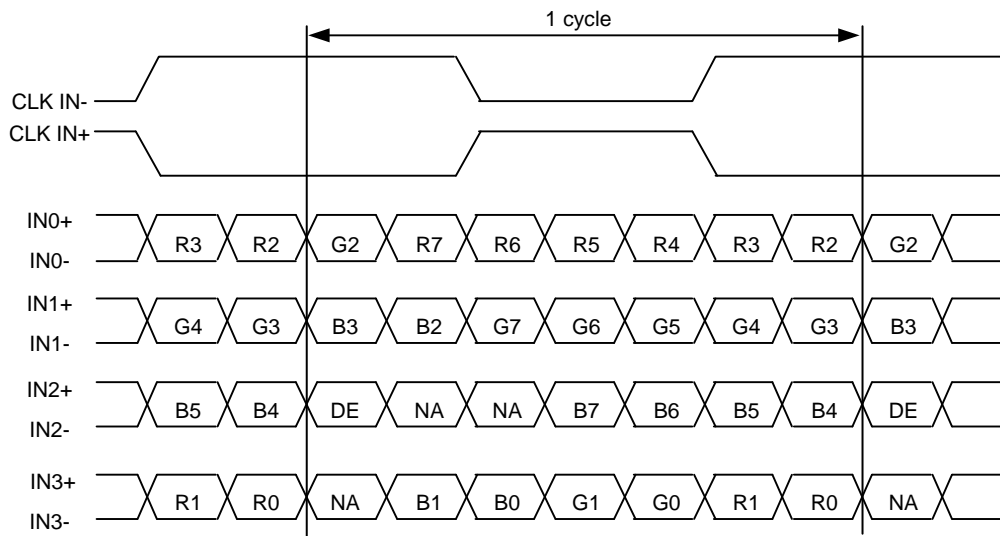 1 cycle
CLK IN-
CLK IN+
IN0+
R3 R2 G2 R7 R6 R5 R4 R3 R2 G2
IN0-
IN1+
G4 G3 B3 B2 G7 G6 G5 G4 G3 B3
IN1-
IN2+
B5 B4 DE NA NA B7 B6 B5 B4 DE
IN2-
IN3+
R1 R0 NA B1 B0 G1 G0 R1 R0 NA
IN3-